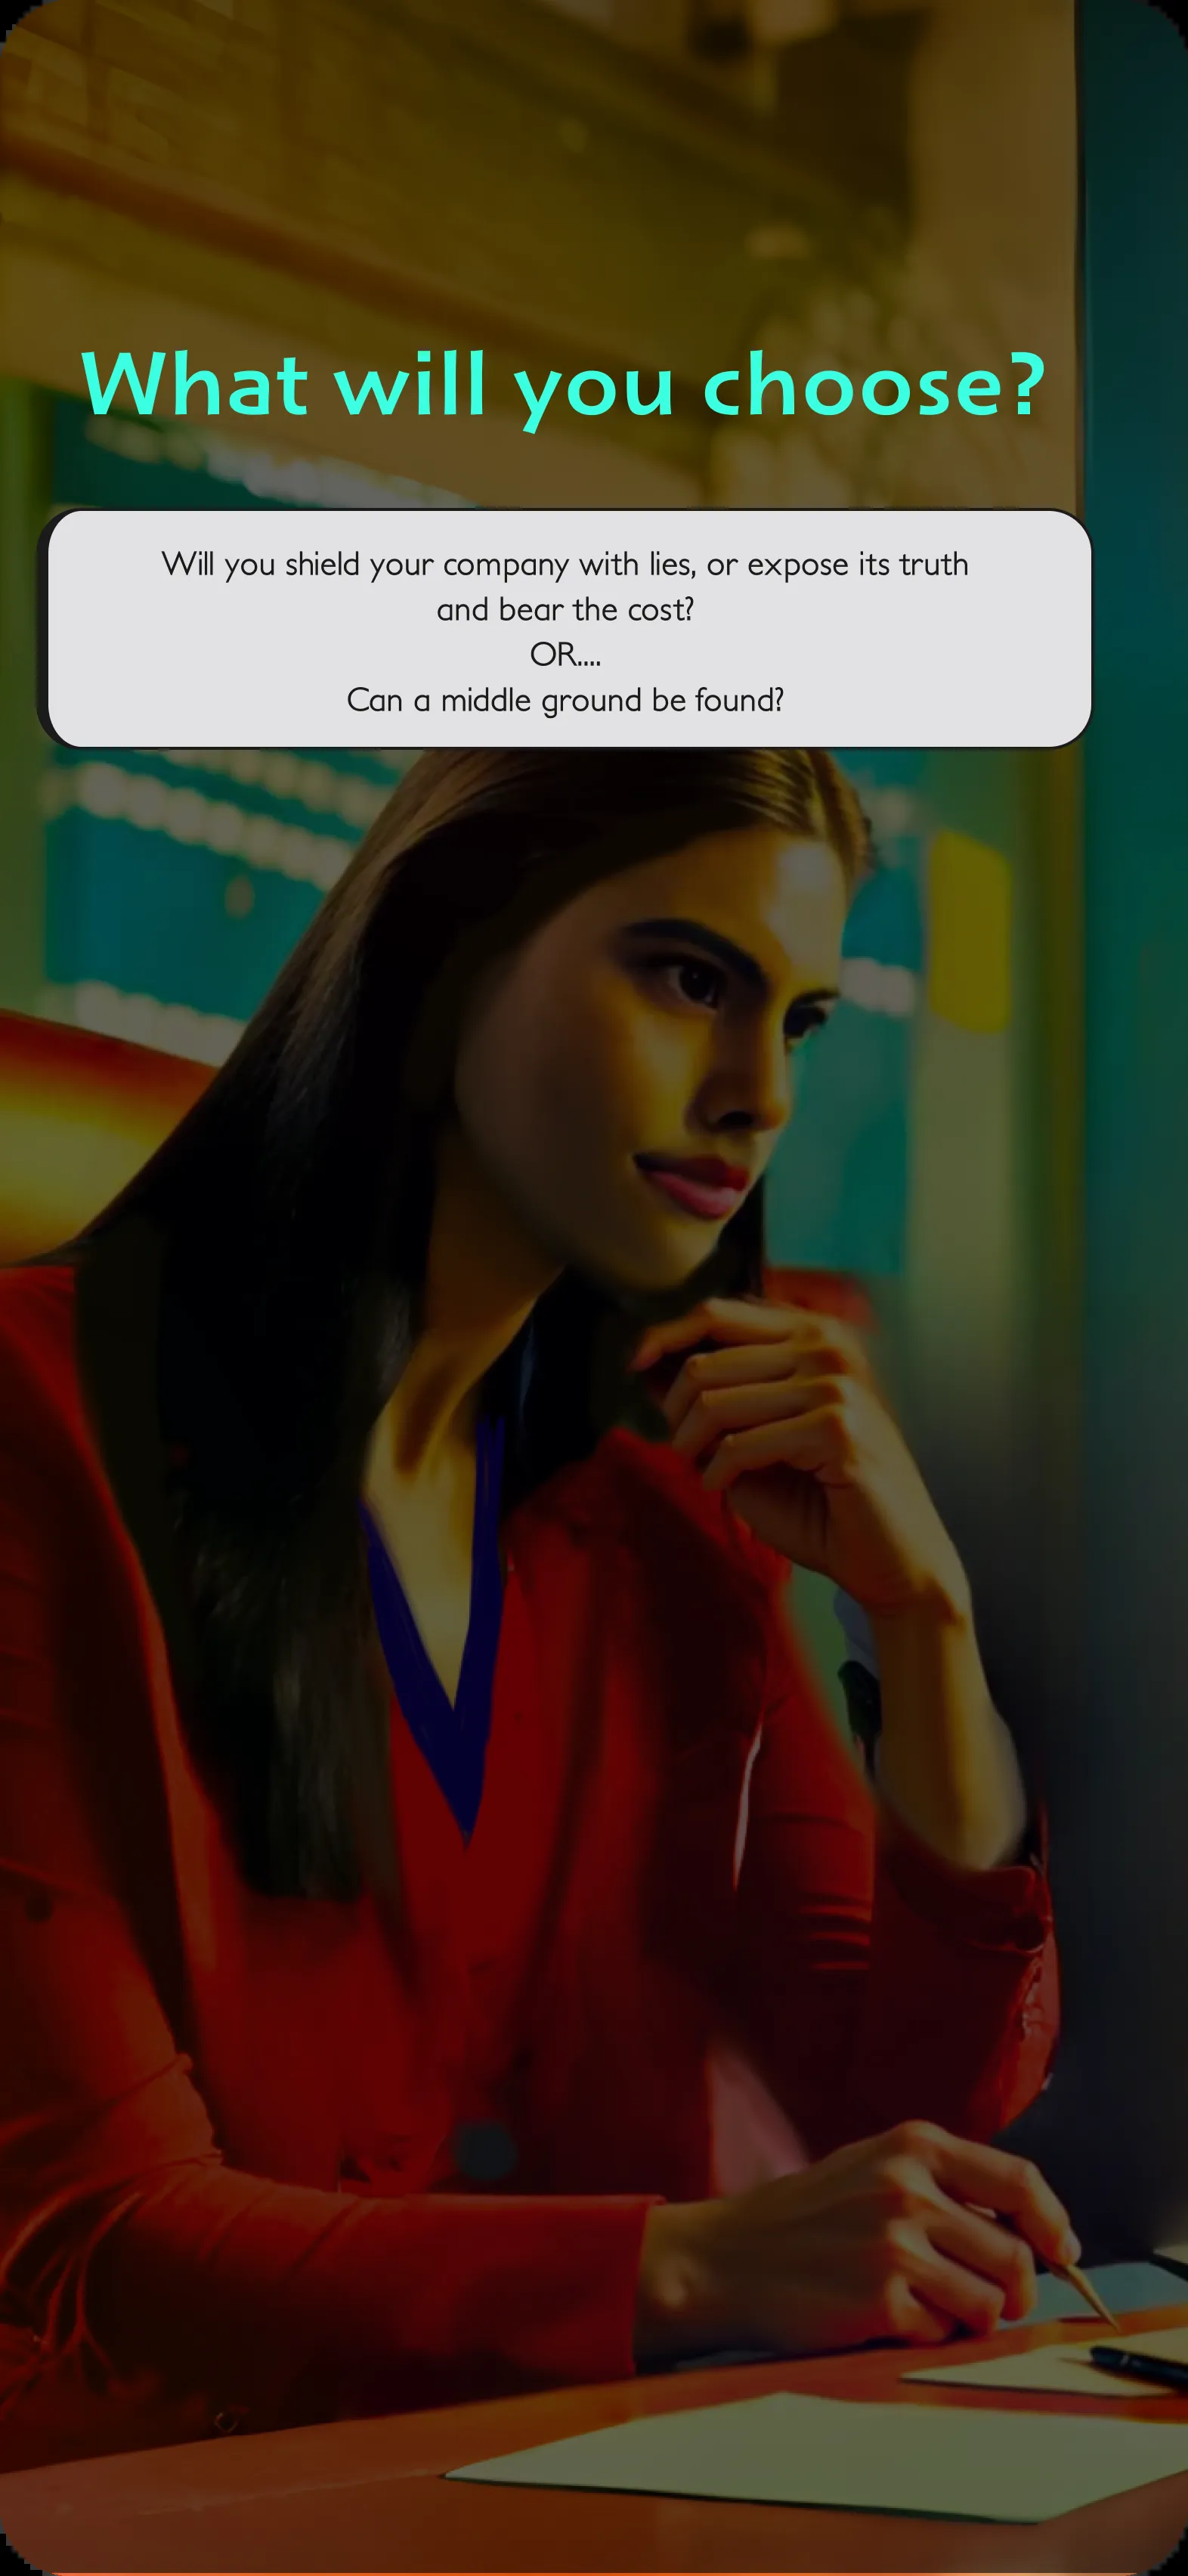 What will you choose?
Will you shield your company with lies, or expose its truth
and bear the cost?
OR....
Can a middle ground be found?